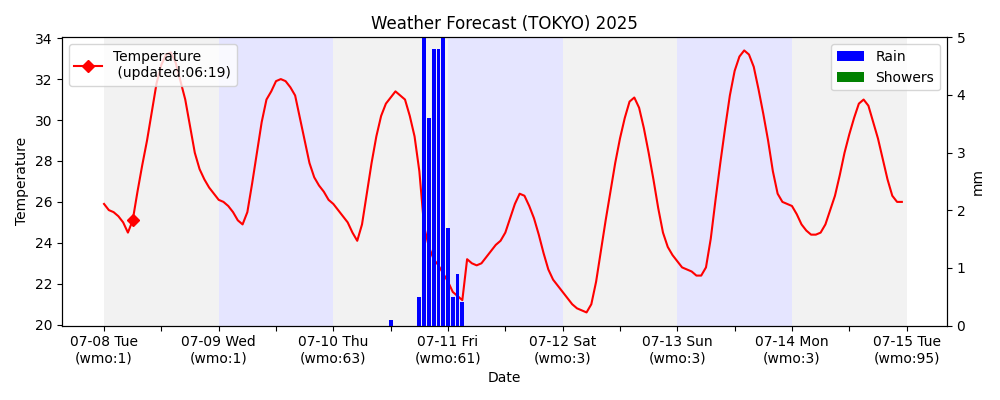 Weather Forecast (TOKYO) 2025
Temperature
(updated:06:19)
Rain
Showers
Temperature
34
32
30
28
26
24
22
20
5
4
3
2
1
0
mm
07-08 Tue
(wmo:1)
07-09 Wed
(wmo:1)
07-10 Thu
(wmo:63)
07-11 Fri
(wmo:61)
07-12 Sat
(wmo:3)
07-13 Sun
(wmo:3)
07-14 Mon
(wmo:3)
07-15 Tue
(wmo:95)
Date